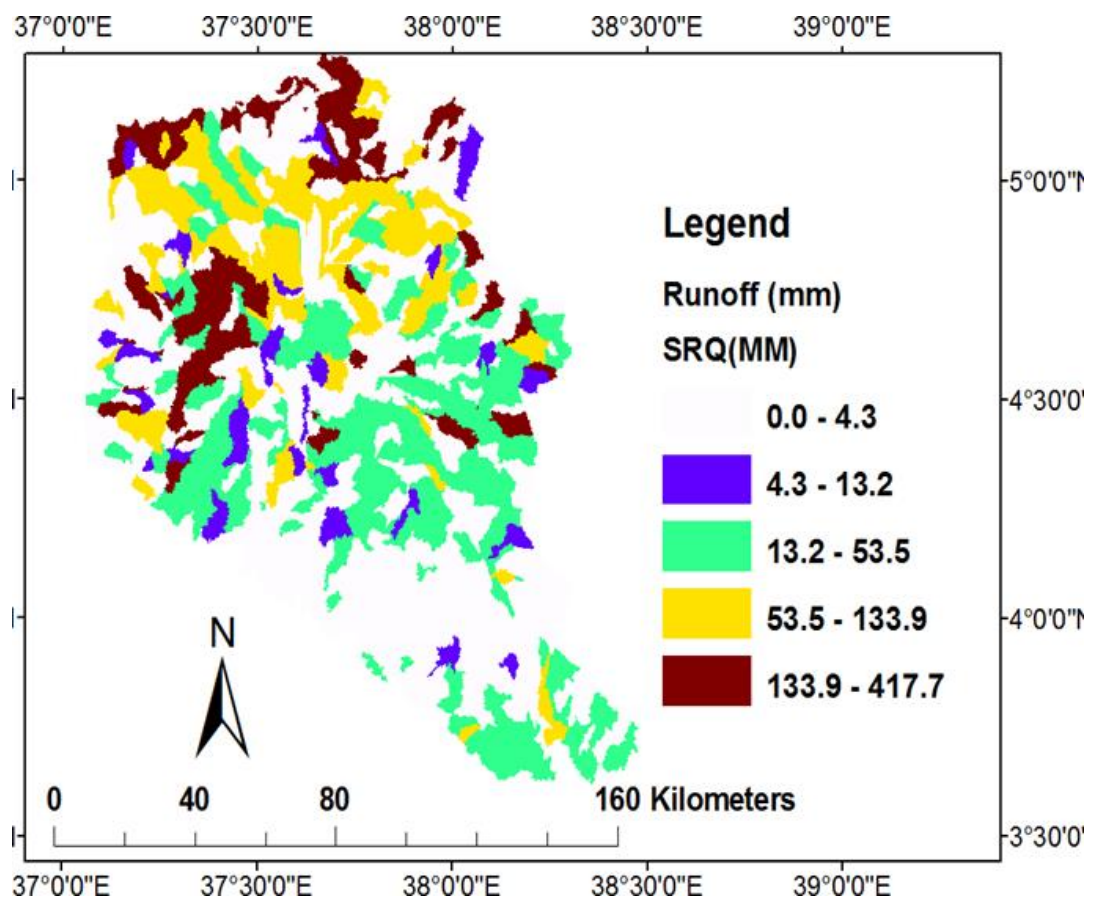 37°0'0"E 37°30'0"E 38°0'0"E 38°30'0"E 39°0'0"E
5°0'0"N
Legend
Runoff (mm)
SRQ(MM)
0.0 - 4.3
4°30'0'
4.3 - 13.2
13.2 - 53.5
4°0'0"N
53.5 - 133.9
N
133.9 - 417.7
0 40 80 160 Kilometers
3°30'0'
37°0'0"E 37°30'0"E 38°0'0"E 38°30'0"E 39°0'0"E